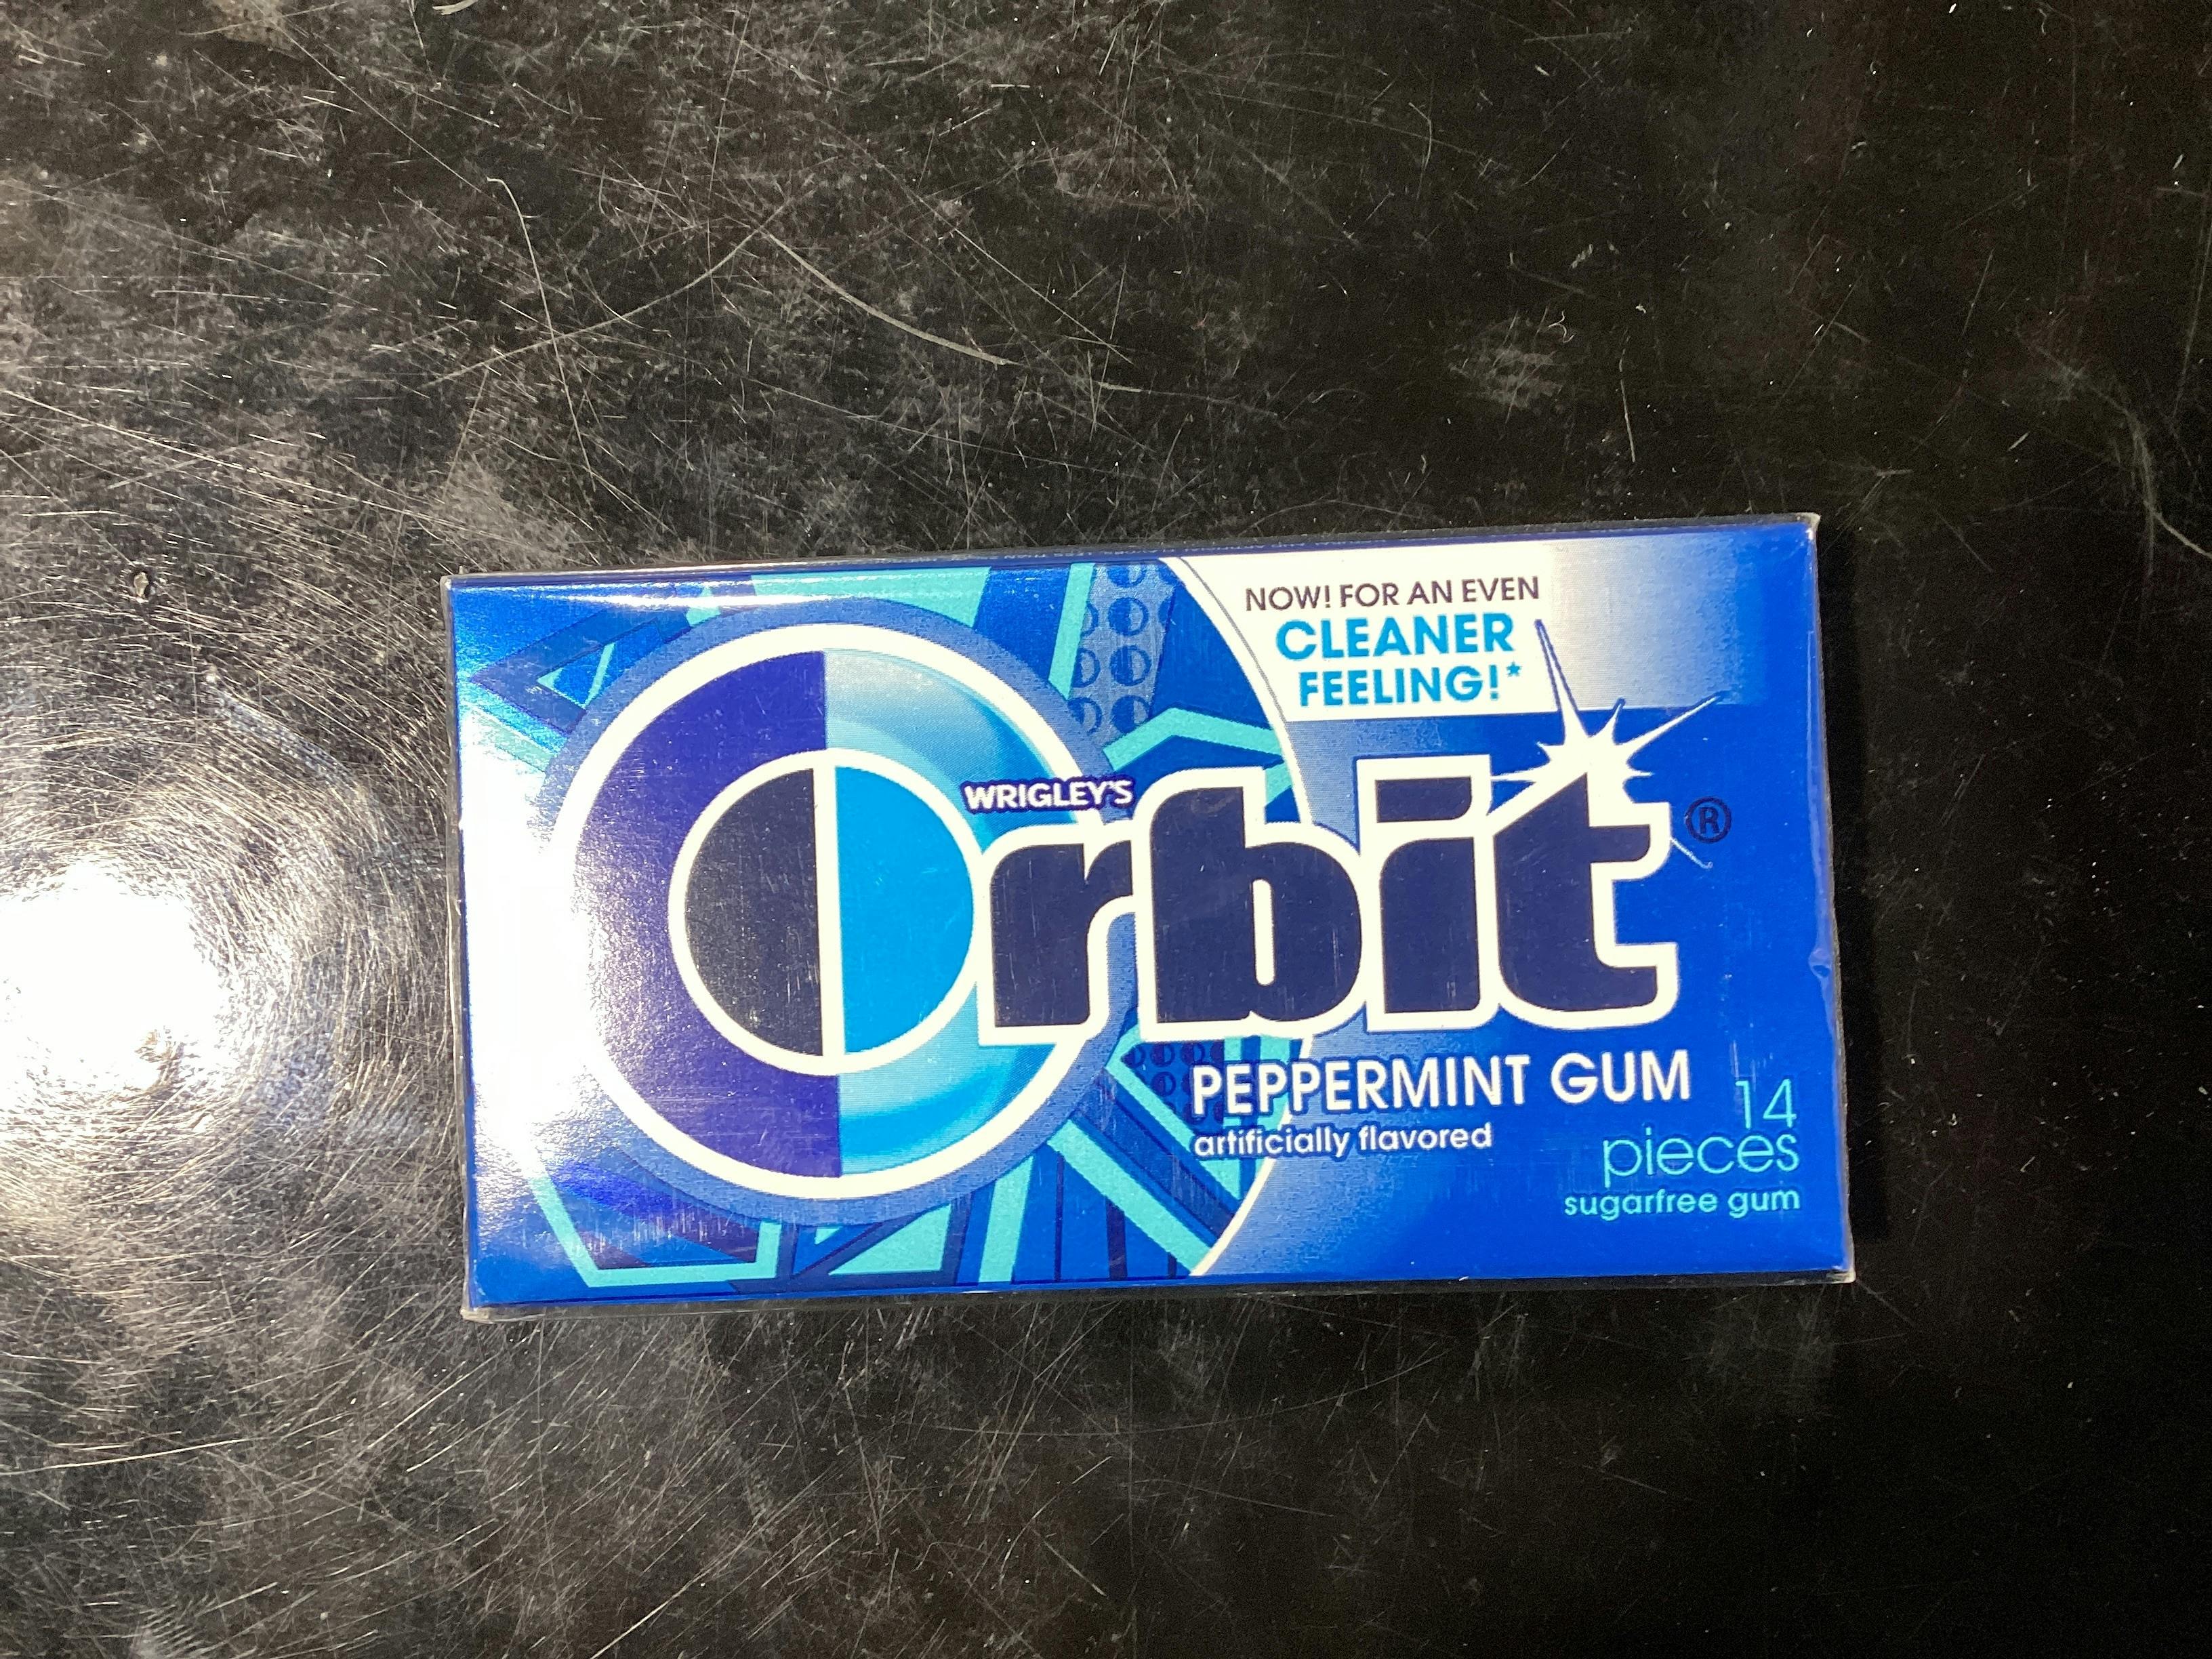 NOW! FOR AN EVEN
CLEANER
FEELING!*
WRIGLEY'S
Orbit®
PEPPERMINT GUM
artificially flavored
14
pieces
sugarfree gum